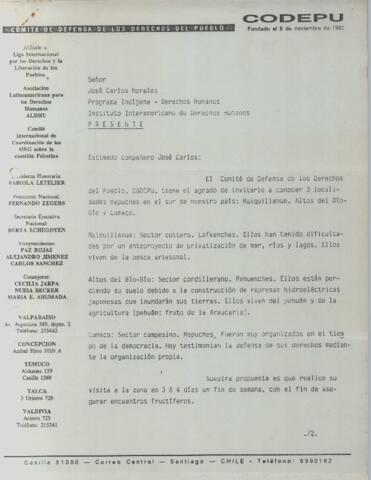 CODEPU
COMITE DE DEFENSA DE LOS DERECHOS DEL PUEBLO
Fundado el 8 de noviembre de 1980
Afiliado a
Liga Internacional
por los Derechos y la
Liberación de los
Pueblos.
Asociación
Latinoamericana para
los Derechos
Humanos
ALDHU
Comité
Internacional de
Coordinación de las
ONG sobre la
cuestión Palestina
Presidenta Honoraria:
FABIOLA LETELIER
Presidente Nacional:
FERNANDO ZEGERS
Secretaria Ejecutiva
Nacional:
BERTA ECHEGOYEN
Vicepresidentes:
PAZ ROJAS
ALEJANDRO JIMENEZ
CARLOS SANCHEZ
Consejeros:
CECILIA JARPA
NURIA BECKER
MARIA E. AHUMADA
VALPARAISO
Av. Argentina 385, depto. 2
Teléfono: 255442
CONCEPCION
Aníbal Pinto 1010 A
TEMUCO
Aldunate 159
Casilla 1369
TALCA
3 Oriente 729
VALDIVIA
Arauco 725
Teléfono: 215341
Señor
José Carlos Morales
Programa Indígena - Derechos Humanos
Instituto Interamericano de Derechos Humanos
PRESENTE
Estimado compañero José Carlos:
El Comité de Defensa de los Derechos
del Pueblo, CODEPU, tiene el agrado de invitarle a conocer 3 locali-
dades mapuches en el sur de nuestro país: Maiquillanue, Altos del Bío-
Bío y Lumaco.
Maiquillanue: Sector costero. Lafkenches. Ellos han tenido dificulta-
des por un anteproyecto de privatización de mar, ríos y lagos. Ellos
viven de la pesca artesanal.
Altos del Bío-Bío: Sector cordillerano. Pehuenches. Ellos están per-
diendo su suelo debido a la construcción de represas hidroeléctricas
japonesas que inundarán sus tierras. Ellos viven del pehuén y de la
agricultura (pehuén: fruto de la Araucaria).
Lumaco: Sector campesino. Mapuches, Fueron muy organizados en el tiem
po de la democracia. Hoy testimonian la defensa de sus derechos median-
te la organización propia.
Nuestra propuesta es que realice su
visita a la zona en 3 ó 4 días un fin de semana, con el fin de ase-
gurar encuentros fructíferos.
./2.
Casilla 51300 — Correo Central — Santiago — CHILE • Teléfono: 6990162